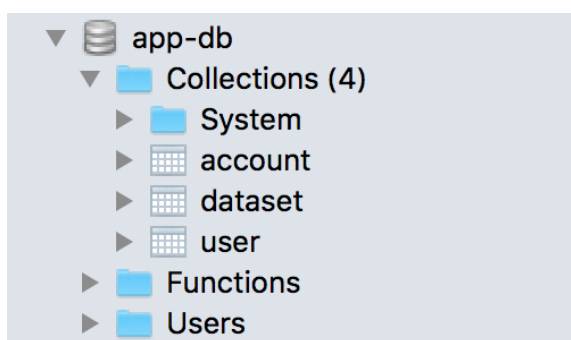 app-db
Collections (4)
System
account
dataset
user
Functions
Users